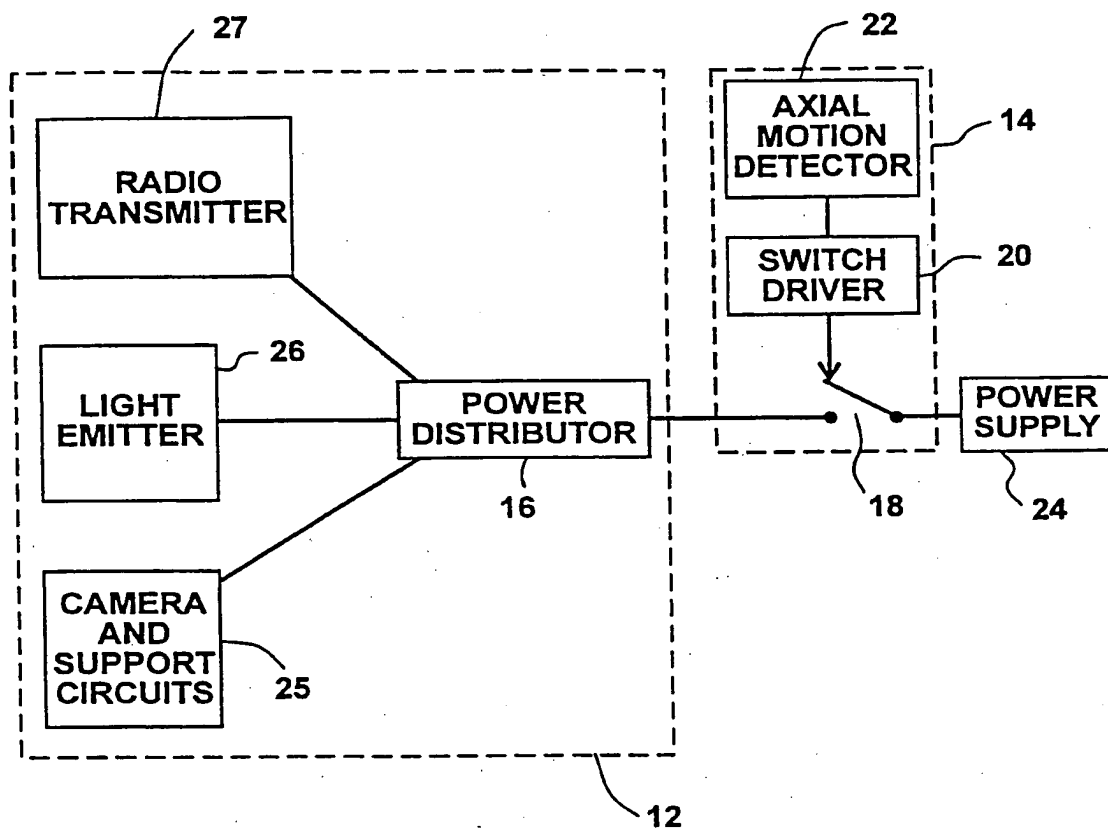 27
22
RADIO
TRANSMITTER
AXIAL
MOTION
DETECTOR
14
SWITCH
DRIVER
20
26
LIGHT
EMITTER
POWER
DISTRIBUTOR
16
18
POWER
SUPPLY
24
CAMERA
AND
SUPPORT
CIRCUITS
25
12